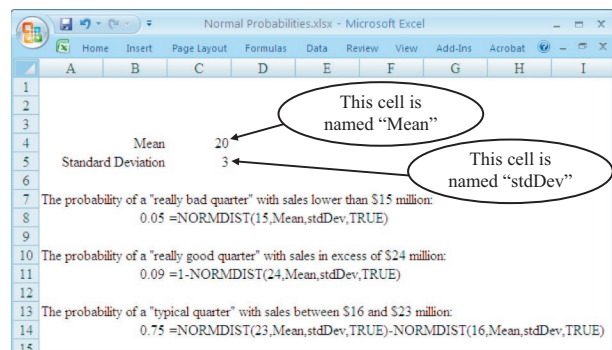 Normal Probabilities.xlsx - Microsoft Excel
Home Insert Page Layout Formulas Data Review View Add-Ins Acrobat
A B C D E F G H I
1
2
3
4 Mean 20
5 Standard Deviation 3
This cell is
named “Mean”
This cell is
named “stdDev”
6
7 The probability of a "really bad quarter" with sales lower than $15 million:
8 0.05 =NORMDIST(15,Mean,stdDev,TRUE)
9
10 The probability of a "really good quarter" with sales in excess of $24 million:
11 0.09 =1-NORMDIST(24,Mean,stdDev,TRUE)
12
13 The probability of a "typical quarter" with sales between $16 and $23 million:
14 0.75 =NORMDIST(23,Mean,stdDev,TRUE)-NORMDIST(16,Mean,stdDev,TRUE)
15